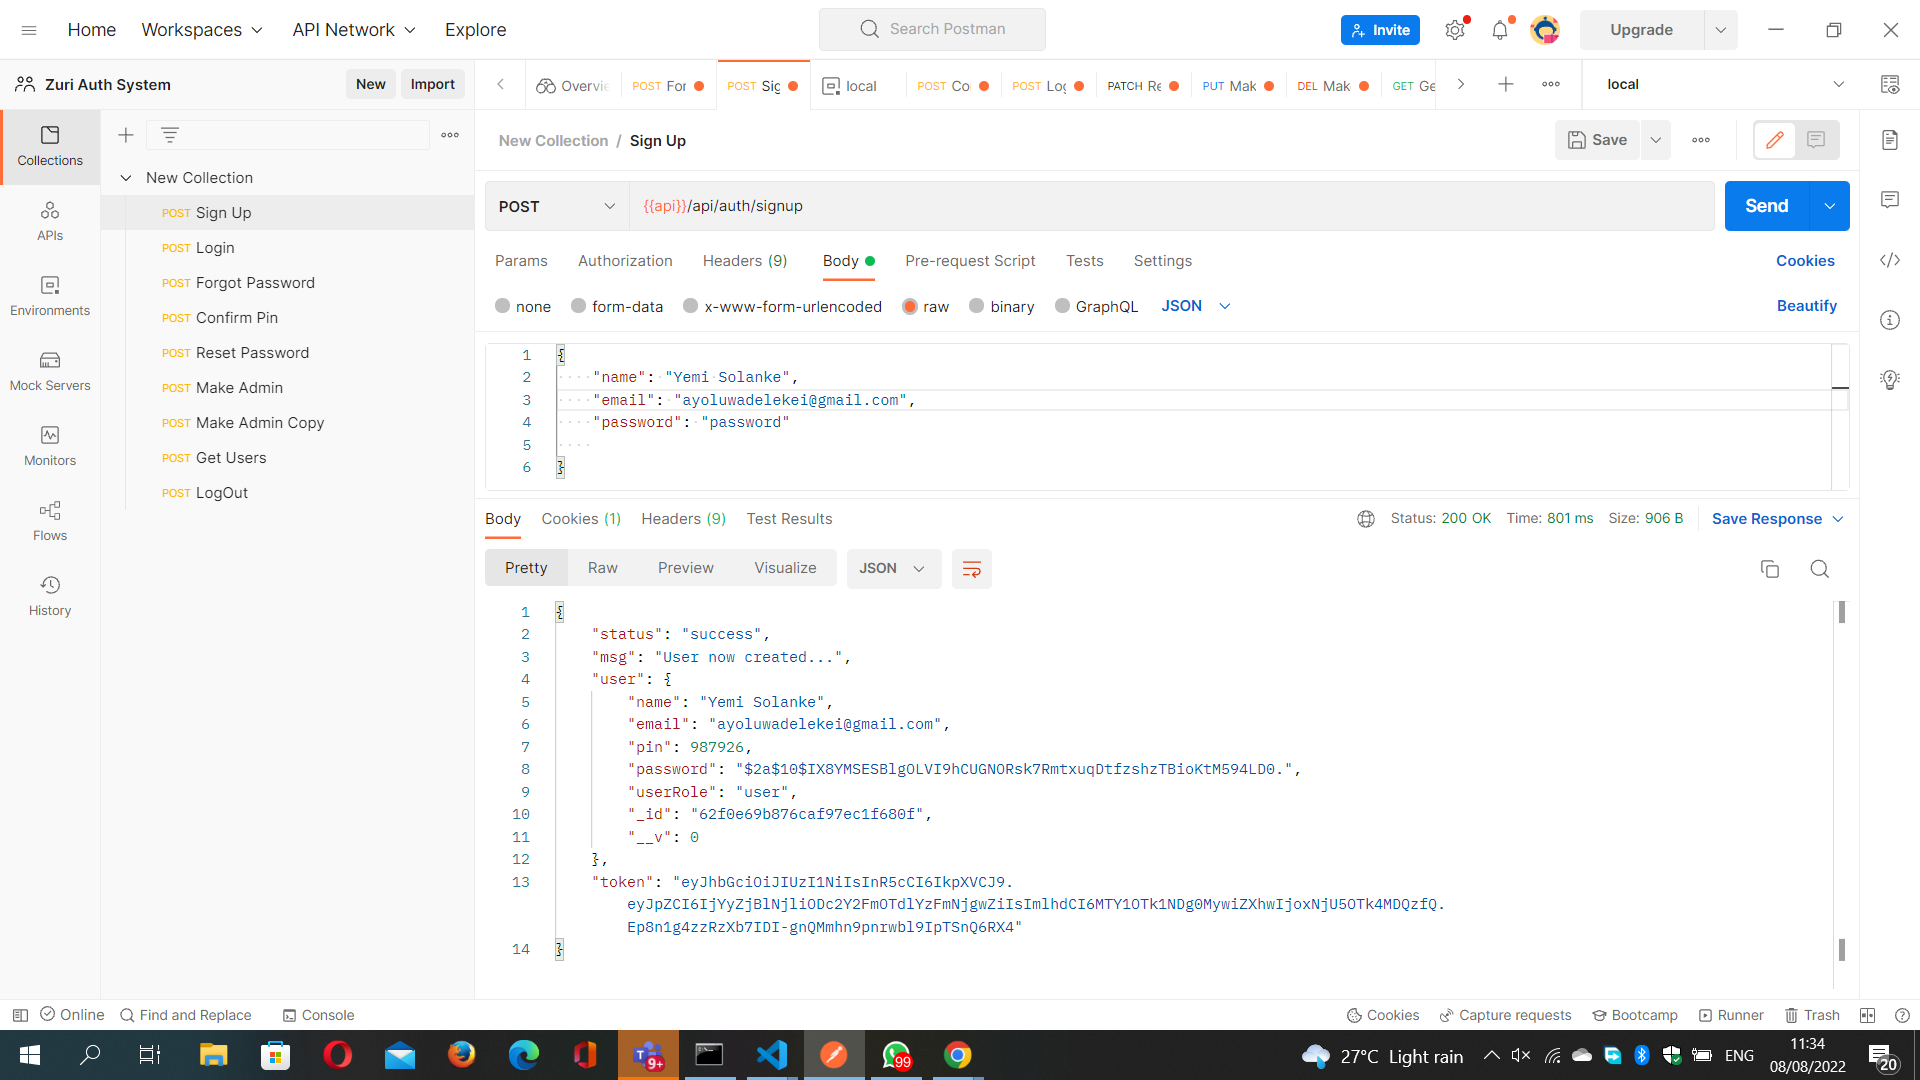 Home Workspaces API Network Explore Search Postman Invite Upgrade
Zuri Auth System New Import Overvie POST For POST Sig local POST Co POST Log PATCH Re PUT Mak DEL Mak GET Ge local
Collections
APIs
Environments
Mock Servers
Monitors
Flows
History
New Collection
POST Sign Up
POST Login
POST Forgot Password
POST Confirm Pin
POST Reset Password
POST Make Admin
POST Make Admin Copy
POST Get Users
POST LogOut
New Collection / Sign Up Save
POST {{api}}/api/auth/signup Send
Params Authorization Headers (9) Body Pre-request Script Tests Settings Cookies
none form-data x-www-form-urlencoded raw binary GraphQL JSON Beautify
1 {
2 "name": "Yemi Solanke",
3 "email": "ayoluwadelekei@gmail.com",
4 "password": "password"
5
6 }
Body Cookies (1) Headers (9) Test Results Status: 200 OK Time: 801 ms Size: 906 B Save Response
Pretty Raw Preview Visualize JSON
1 {
2 "status": "success",
3 "msg": "User now created...",
4 "user": {
5 "name": "Yemi Solanke",
6 "email": "ayoluwadelekei@gmail.com",
7 "pin": 987926,
8 "password": "$2a$10$IX8YMSESBlgOLVI9hCUGNORsk7RmtxuqDtfzshzTBioKtM594LD0.",
9 "userRole": "user",
10 "_id": "62f0e69b876caf97ec1f680f",
11 "__v": 0
12 },
13 "token": "eyJhbGciOiJIUzI1NiIsInR5cCI6IkpXVCJ9.
eyJpZCI6IjYyZjBlNjliODc2Y2FmOTdlYzFmNjgwZiIsImlhdCI6MTY1OTk1NDg0MywiZXhwIjoxNjU5OTk4MDQzfQ.
Ep8n1g4zzRzXb7IDI-gnQMmhn9pnrwbl9IpTSnQ6RX4"
14 }
Online Find and Replace Console Cookies Capture requests Bootcamp Runner Trash
9+ 99 27°C Light rain ENG 11:34
08/08/2022 20